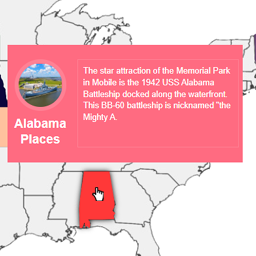 The star attraction of the Memorial Park
in Mobile is the 1942 USS Alabama
Battleship docked along the waterfront.
This BB-60 battleship is nicknamed "the
Mighty A.
Alabama
Places